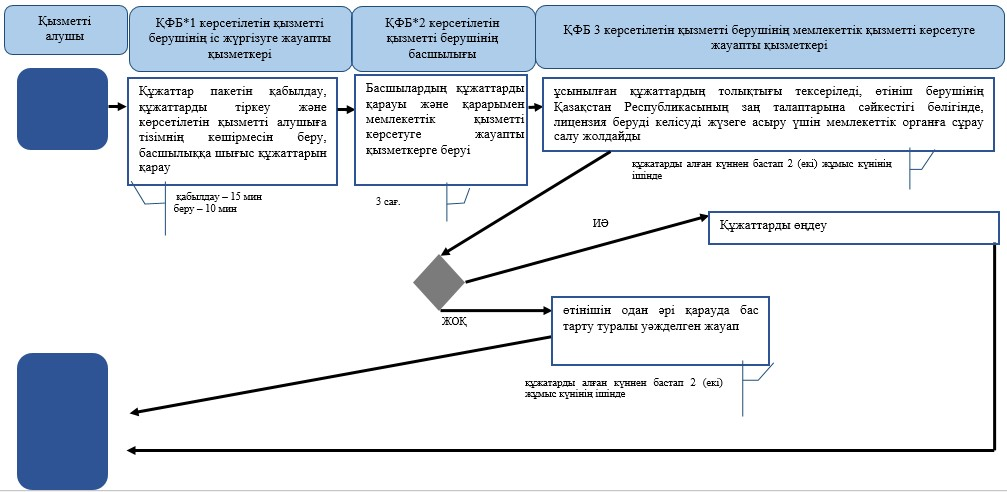 Қызметті
алушы
ҚФБ*1 көрсетілетін қызметті
берушінің іс жүргізуге жауапты
қызметкері
ҚФБ*2 көрсетілетін
қызметті берушінің
басшылығы
ҚФБ 3 көрсетілетін қызметті берушінің мемлекеттік қызметті көрсетуге
жауапты қызметкері
Құжаттар пакетін қабылдау,
құжаттарды тіркеу және
көрсетілетін қызметті алушыға
тізімнің көшірмесін беру,
басшылыққа шығыс құжаттарын
қарау
Басшылардың құжаттарды
қарауы және қарарымен
мемлекеттік қызметті
көрсетуге жауапты
қызметкерге беруі
ұсынылған құжаттардың толықтығы тексеріледі, өтініш берушінің
Қазақстан Республикасының заң талаптарына сәйкестігі бөлігінде,
лицензия беруді келісуді жүзеге асыру үшін мемлекеттік органға сұрау
салу жолдайды
қабылдау – 15 мин
беру – 10 мин
3 сағ.
құжатарды алған күннен бастап 2 (екі) жұмыс күнінің
ішінде
ИӘ
Құжаттарды өңдеу
ЖОҚ
өтінішін одан әрі қарауда бас
тарту туралы уәжделген жауап
құжатарды алған күннен бастап 2 (екі)
жұмыс күнінің ішінде